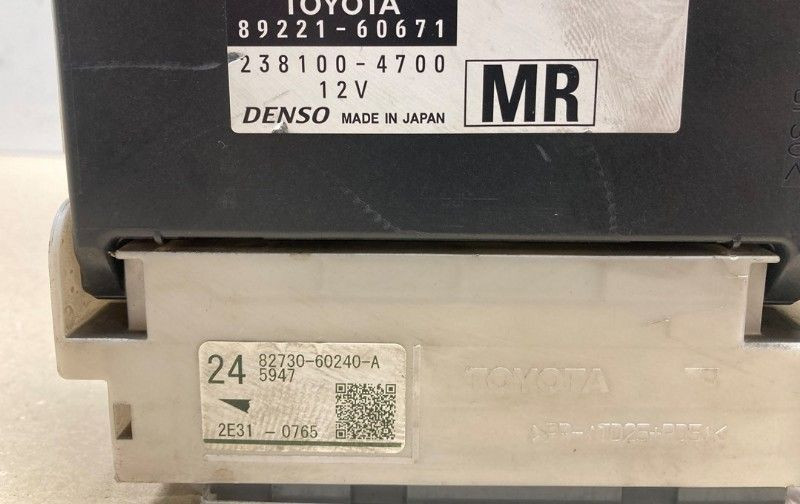 TOYOTA
89221-60671
238100-4700
12V
DENSO MADE IN JAPAN
MR
24 82730-60240-A
5947
2E31 - 0765
TOYOTA